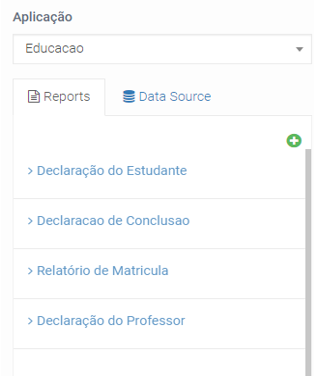 Aplicação
Educacao
Reports
Data Source
Declaração do Estudante
Declaracao de Conclusao
Relatório de Matricula
Declaração do Professor